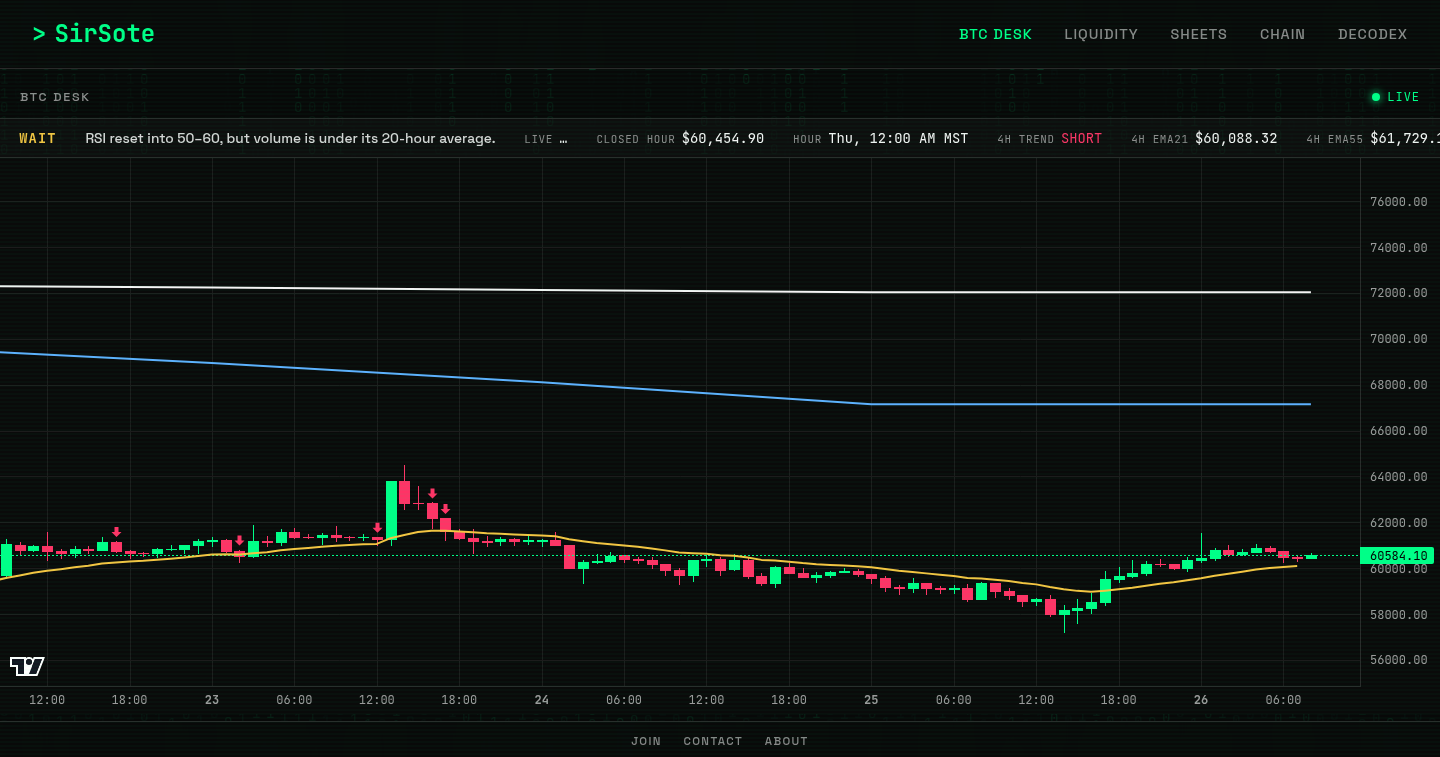 > SirSote
BTC DESK LIQUIDITY SHEETS CHAIN DECODEX
BTC DESK LIVE
WAIT RSI reset into 50–60, but volume is under its 20-hour average. LIVE … CLOSED HOUR $60,454.90 HOUR Thu, 12:00 AM MST 4H TREND SHORT 4H EMA21 $60,088.32 4H EMA55 $61,729.1
76000.00
74000.00
72000.00
70000.00
68000.00
66000.00
64000.00
62000.00
60584.10
60000.00
58000.00
56000.00
12:00 18:00 23 06:00 12:00 18:00 24 06:00 12:00 18:00 25 06:00 12:00 18:00 26 06:00
JOIN CONTACT ABOUT